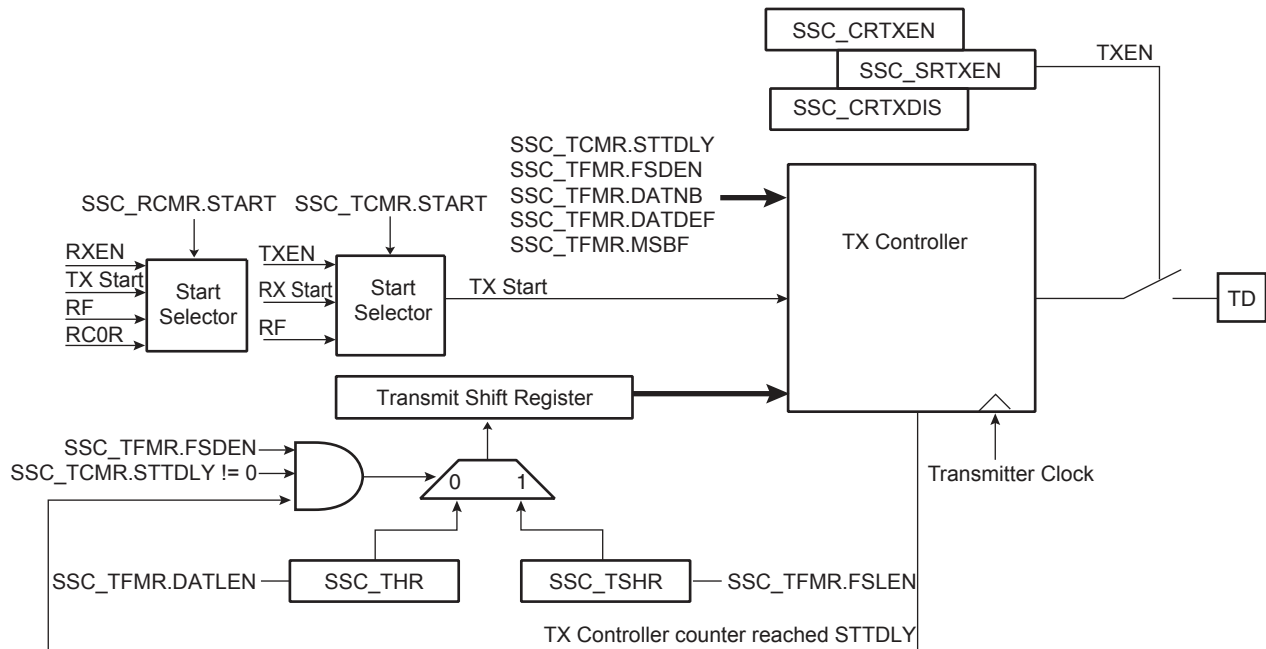 SSC_CRTXEN
SSC_SRTXEN
SSC_CRTXDIS
TXEN
SSC_TCMR.STTDLY
SSC_TFMR.FSDEN
SSC_TFMR.DATNB
SSC_TFMR.DATDEF
SSC_TFMR.MSBF
SSC_RCMR.START
SSC_TCMR.START
RXEN
TX Start
RF
RC0R
Start
Selector
TXEN
RX Start
RF
Start
Selector
TX Start
TX Controller
TD
Transmit Shift Register
SSC_TFMR.FSDEN
SSC_TCMR.STTDLY != 0
0 1
Transmitter Clock
SSC_TFMR.DATLEN
SSC_THR
SSC_TSHR
SSC_TFMR.FSLEN
TX Controller counter reached STTDLY